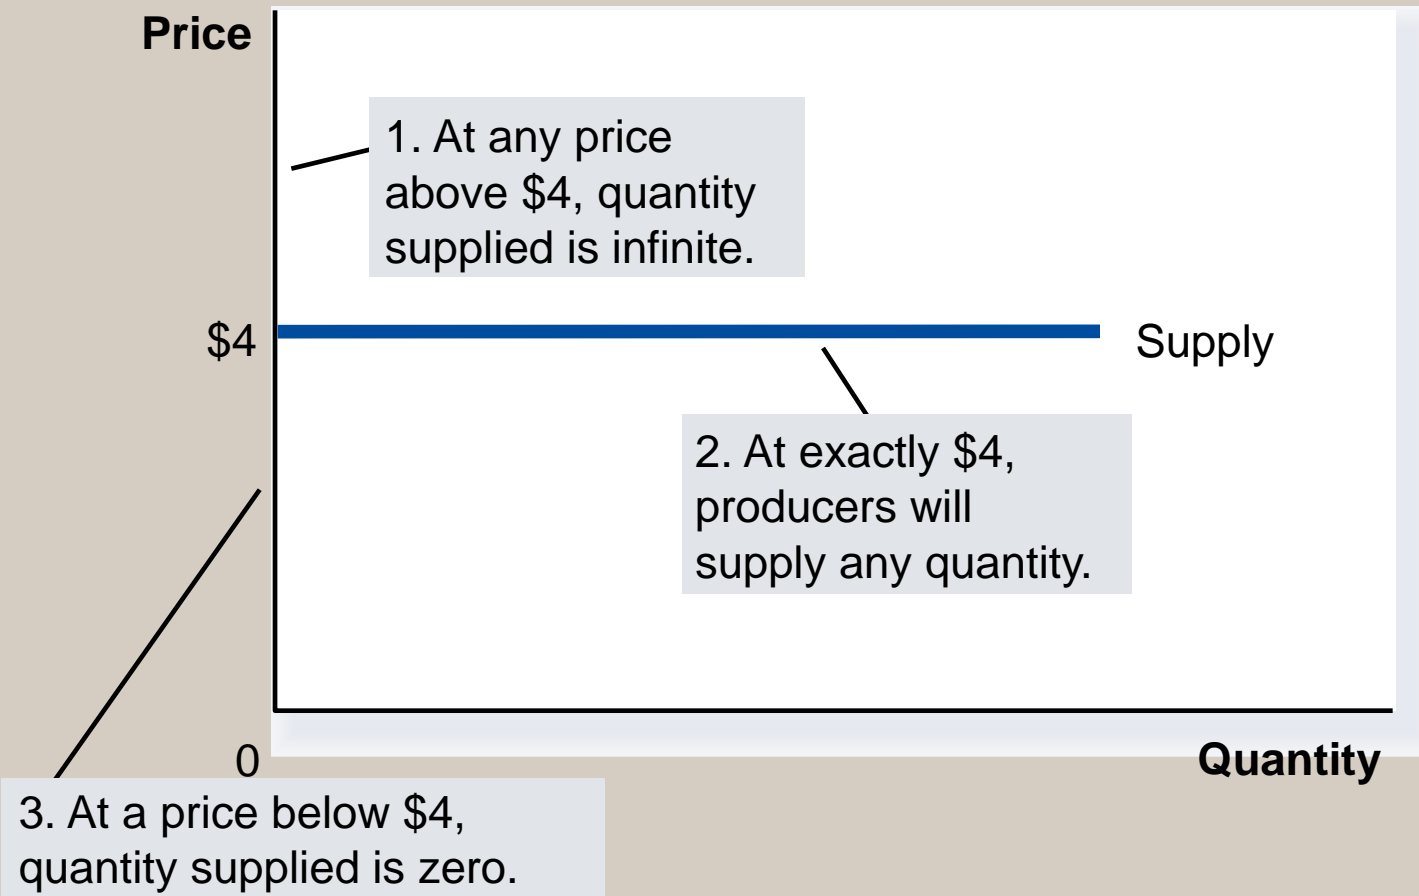 Price
1. At any price
above $4, quantity
supplied is infinite.
$4
Supply
2. At exactly $4,
producers will
supply any quantity.
0
Quantity
3. At a price below $4,
quantity supplied is zero.